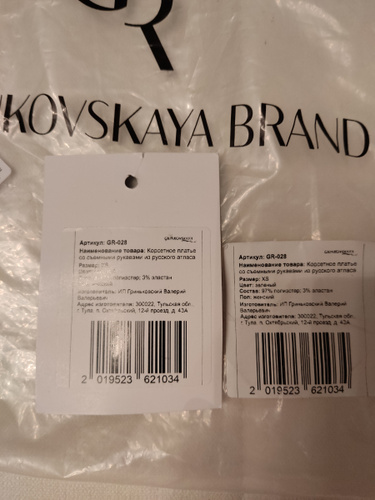 GR
KOVSKAYA BRAND
Артикул: GR-028
Наименование товара: Корсетное платье
со съемными рукавами из русского атласа
Размер: XS
полиэстер; 3% эластан
изготовитель: ИП Гриньковский Валерий
Валерьевич
Адрес изготовителя: 300022, Тульская обл.,
г Тула, п. Октябрьский, 12-й проезд, д. 43А
2 019523 621034
Артикул: GR-028
Наименование товара: Корсетное платье
со съемными рукавами из русского атласа
Размер: XS
Цвет: зеленый
Состав: 97% полиэстер; 3% эластан
Пол: женский
Изготовитель: ИП Гриньковский Валерий
Валерьевич
Адрес изготовителя: 300022, Тульская обл.,
г Тула, п. Октябрьский, 12-й проезд, д. 43А
2 019523 621034